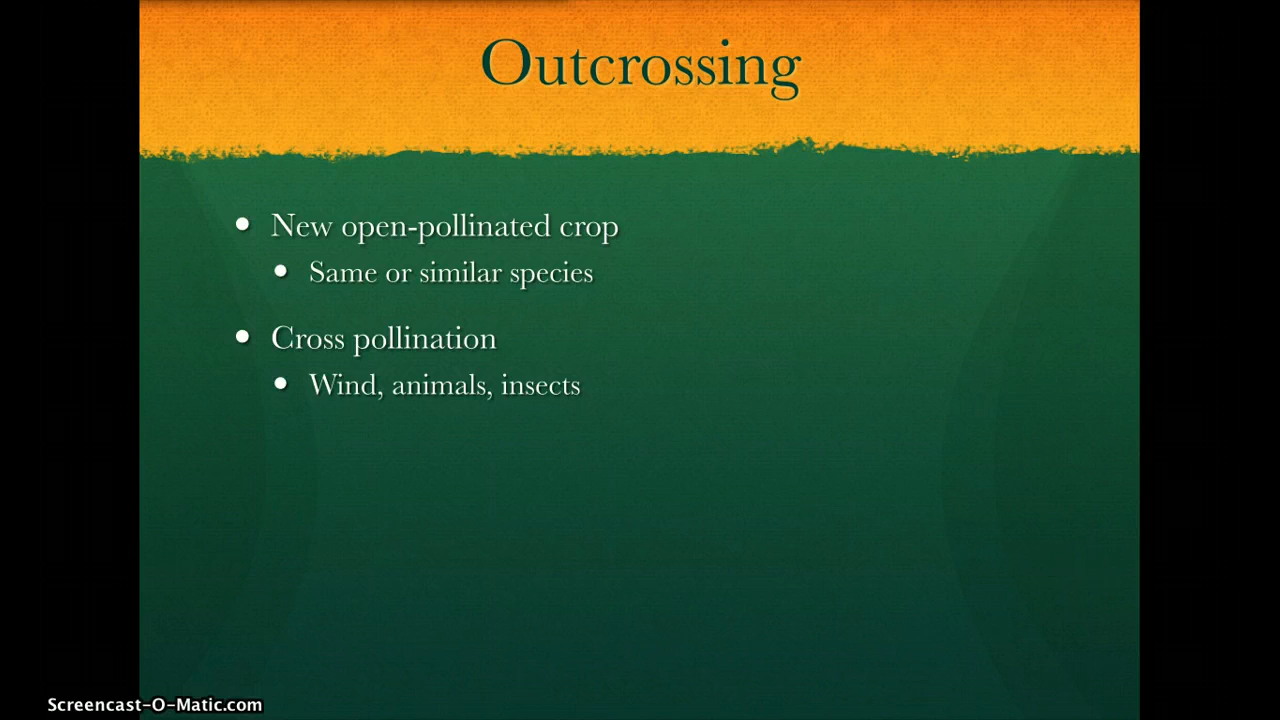 Outcrossing
New open-pollinated crop
Same or similar species
Cross pollination
Wind, animals, insects
Screencast-O-Matic.com